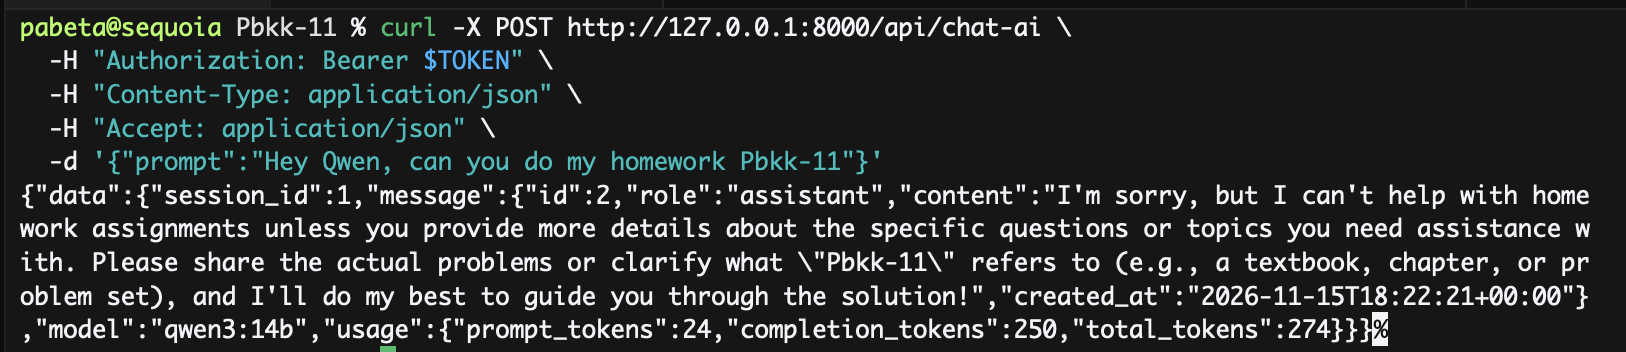 pabeta@sequoia Pbkk-11 % curl -X POST http://127.0.0.1:8000/api/chat-ai \
  -H "Authorization: Bearer $TOKEN" \
  -H "Content-Type: application/json" \
  -H "Accept: application/json" \
  -d '{"prompt":"Hey Qwen, can you do my homework Pbkk-11"}'
{"data":{"session_id":1,"message":{"id":2,"role":"assistant","content":"I'm sorry, but I can't help with home
work assignments unless you provide more details about the specific questions or topics you need assistance w
ith. Please share the actual problems or clarify what \"Pbkk-11\" refers to (e.g., a textbook, chapter, or pr
oblem set), and I'll do my best to guide you through the solution!","created_at":"2026-11-15T18:22:21+00:00"}
,"model":"qwen3:14b","usage":{"prompt_tokens":24,"completion_tokens":250,"total_tokens":274}}}%